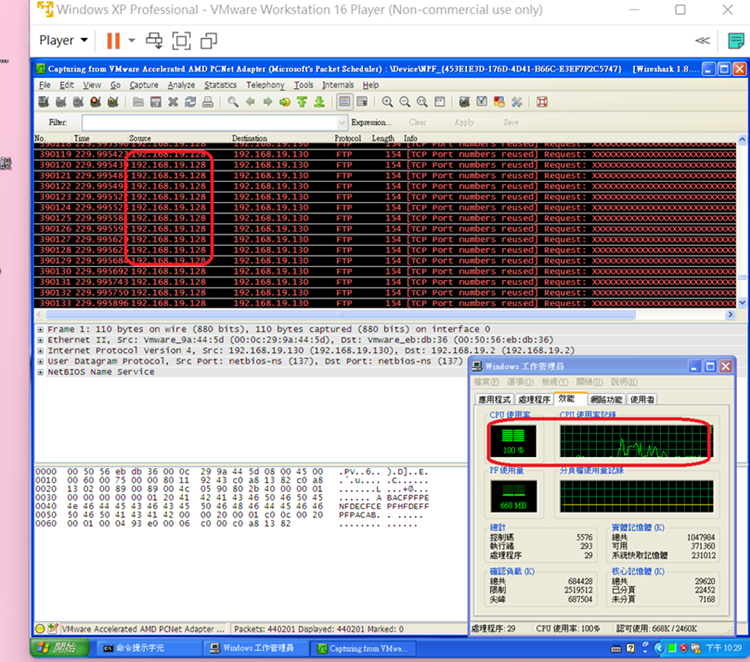 Windows XP Professional - VMware Workstation 16 Player (Non-commercial use only)
Player
Capturing from VMware Accelerated AMD PCNet Adapter (Microsoft's Packet Scheduler) : \Device\NPF_{453E1E3D-176D-4D41-B66C-E3EF7F2C5747} [Wireshark 1.8....
File Edit View Go Capture Analyze Statistics Telephony Tools Internals Help
Filter: Expression... Clear Apply Save
No. Time Source Destination Protocol Length Info
390119 229.99542 192.168.19.128 192.168.19.130 FTP 154 [TCP Port numbers reused] Request: XXXXXXXXXXXXXXXXXXXXXXXX
390120 229.99543 192.168.19.128 192.168.19.130 FTP 154 [TCP Port numbers reused] Request: XXXXXXXXXXXXXXXXXXXXXXXX
390121 229.99548 192.168.19.128 192.168.19.130 FTP 154 [TCP Port numbers reused] Request: XXXXXXXXXXXXXXXXXXXXXXXX
390122 229.99549 192.168.19.128 192.168.19.130 FTP 154 [TCP Port numbers reused] Request: XXXXXXXXXXXXXXXXXXXXXXXX
390123 229.99552 192.168.19.128 192.168.19.130 FTP 154 [TCP Port numbers reused] Request: XXXXXXXXXXXXXXXXXXXXXXXX
390124 229.99552 192.168.19.128 192.168.19.130 FTP 154 [TCP Port numbers reused] Request: XXXXXXXXXXXXXXXXXXXXXXXX
390125 229.99558 192.168.19.128 192.168.19.130 FTP 154 [TCP Port numbers reused] Request: XXXXXXXXXXXXXXXXXXXXXXXX
390126 229.99559 192.168.19.128 192.168.19.130 FTP 154 [TCP Port numbers reused] Request: XXXXXXXXXXXXXXXXXXXXXXXX
390127 229.99562 192.168.19.128 192.168.19.130 FTP 154 [TCP Port numbers reused] Request: XXXXXXXXXXXXXXXXXXXXXXXX
390128 229.99562 192.168.19.128 192.168.19.130 FTP 154 [TCP Port numbers reused] Request: XXXXXXXXXXXXXXXXXXXXXXXX
390129 229.995684 192.168.19.128 192.168.19.130 FTP 154 [TCP Port numbers reused] Request: XXXXXXXXXXXXXXXXXXXXXXXX
390130 229.995692 192.168.19.128 192.168.19.130 FTP 154 [TCP Port numbers reused] Request: XXXXXXXXXXXXXXXXXXXXXXXX
390131 229.995743 192.168.19.128 192.168.19.130 FTP 154 [TCP Port numbers reused] Request: XXXXXXXXXXXXXXXXXXXXXXXX
390132 229.995750 192.168.19.128 192.168.19.130 FTP 154 [TCP Port numbers reused] Request: XXXXXXXXXXXXXXXXXXXXXXXX
390133 229.995896 192.168.19.128 192.168.19.130 FTP 154 [TCP Port numbers reused] Request: XXXXXXXXXXXXXXXXXXXXXXXX
Frame 1: 110 bytes on wire (880 bits), 110 bytes captured (880 bits) on interface 0
Ethernet II, Src: Vmware_9a:44:5d (00:0c:29:9a:44:5d), Dst: Vmware_eb:db:36 (00:50:56:eb:db:36)
Internet Protocol Version 4, Src: 192.168.19.130 (192.168.19.130), Dst: 192.168.19.2 (192.168.19.2)
User Datagram Protocol, Src Port: netbios-ns (137), Dst Port: netbios-ns (137)
NetBIOS Name Service
0000 00 50 56 eb db 36 00 0c 29 9a 44 5d 08 00 45 00 .PV..6.. ).D]..E.
0010 00 60 00 75 00 00 80 11 92 43 c0 a8 13 82 c0 a8 .`.u.... .C......
0020 13 02 00 89 00 89 00 4c 05 90 80 2b 40 00 00 01 .......L ...+@...
0030 00 00 00 00 00 01 20 41 42 41 43 46 50 46 50 45 ...... A BACFPFPE
0040 4e 46 44 45 43 46 43 45 50 46 48 46 44 45 46 46 NFDECFCE PFHFDEFF
0050 50 46 50 41 43 41 42 00 00 20 00 01 c0 0c 00 20 PFPACAB. . .....
0060 00 01 00 04 93 e0 00 06 c0 00 c0 a8 13 82
Windows 工作管理員
檔案(F) 選項(O) 檢視(V) 關機(U) 說明(H)
應用程式 處理程序 效能 網路功能 使用者
CPU 使用率 CPU 使用率記錄
100 %
PF 使用量 分頁檔使用量記錄
668 MB
總計 實體記憶體 (K)
控制碼 5576 總共 1047984
執行緒 293 可用 371360
處理程序 29 系統快取記憶體 231012
確認負載 (K) 核心記憶體 (K)
總共 684428 總共 29620
限制 2519512 已分頁 22452
尖峰 687504 未分頁 7168
處理程序: 29 CPU 使用率: 100% 認可使用: 668K / 2460K
VMware Accelerated AMD PCNet Adapter ... Packets: 440201 Displayed: 440201 Marked: 0
開始 命令提示字元 Windows 工作管理員 Capturing from VMwa... 下午 10:29